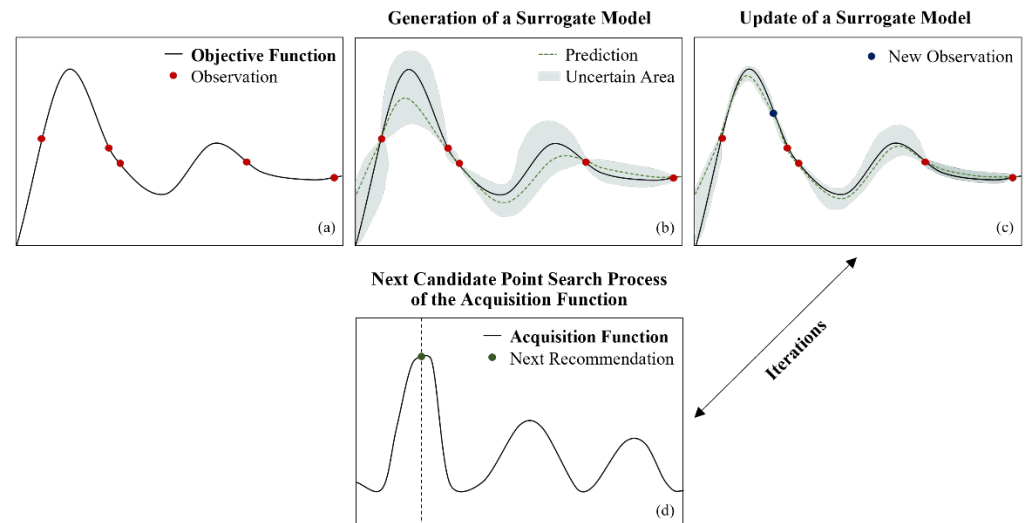 Generation of a Surrogate Model
Update of a Surrogate Model
Objective Function
Observation
(a)
Prediction
Uncertain Area
(b)
New Observation
(c)
Next Candidate Point Search Process
of the Acquisition Function
Acquisition Function
Next Recommendation
(d)
Iterations